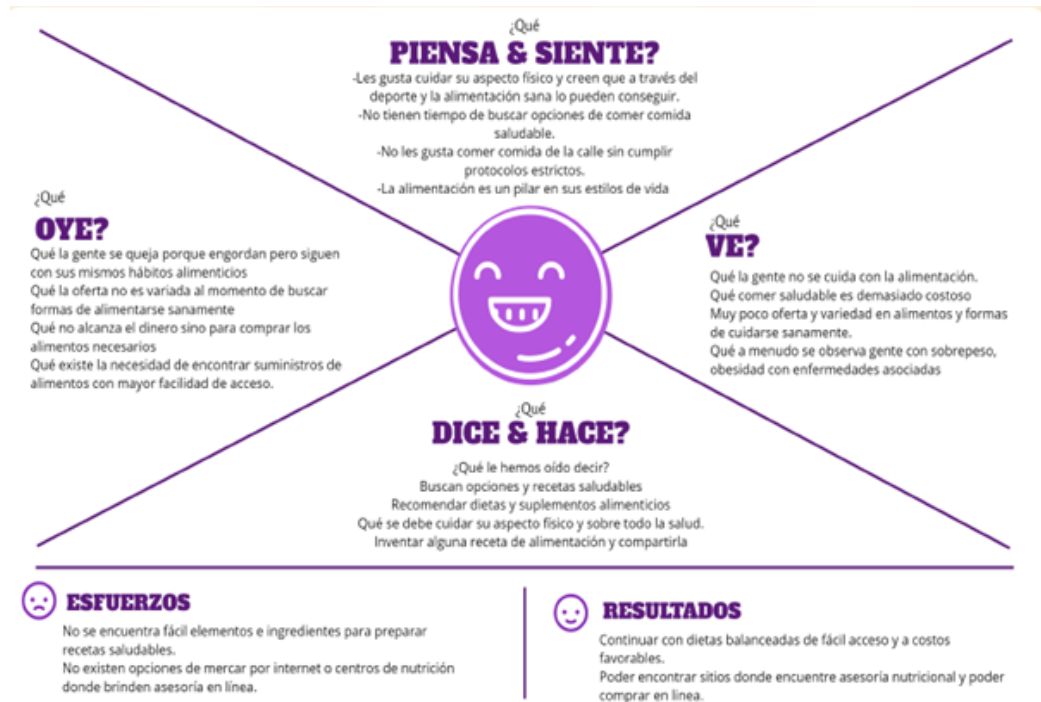 ¿Qué
PIENSA & SIENTE?
-Les gusta cuidar su aspecto físico y creen que a través del
deporte y la alimentación sana lo pueden conseguir.
-No tienen tiempo de buscar opciones de comer comida
saludable.
-No les gusta comer comida de la calle sin cumplir
protocolos estrictos.
-La alimentación es un pilar en sus estilos de vida
¿Qué
OYE?
Qué la gente se queja porque engordan pero siguen
con sus mismos hábitos alimenticios
Qué la oferta no es variada al momento de buscar
formas de alimentarse sanamente
Qué no alcanza el dinero sino para comprar los
alimentos necesarios
Qué existe la necesidad de encontrar suministros de
alimentos con mayor facilidad de acceso.
¿Qué
VE?
Qué la gente no se cuida con la alimentación.
Qué comer saludable es demasiado costoso
Muy poco oferta y variedad en alimentos y formas
de cuidarse sanamente.
Qué a menudo se observa gente con sobrepeso,
obesidad con enfermedades asociadas
¿Qué
DICE & HACE?
¿Qué le hemos oído decir?
Buscan opciones y recetas saludables
Recomendar dietas y suplementos alimenticios
Qué se debe cuidar su aspecto físico y sobre todo la salud.
Inventar alguna receta de alimentación y compartirla
ESFUERZOS
No se encuentra fácil elementos e ingredientes para preparar
recetas saludables.
No existen opciones de mercar por internet o centros de nutrición
donde brinden asesoría en línea.
RESULTADOS
Continuar con dietas balanceadas de fácil acceso y a costos
favorables.
Poder encontrar sitios donde encuentre asesoría nutricional y poder
comprar en linea.